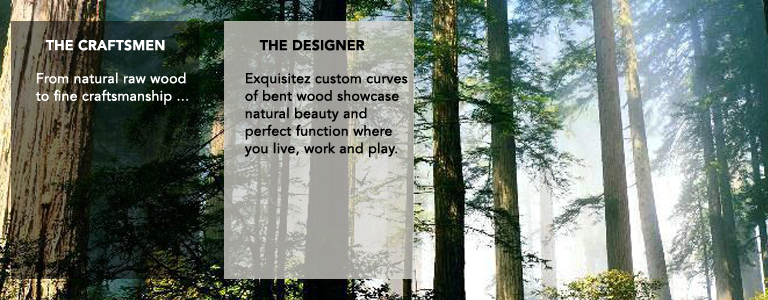 THE CRAFTSMEN
From natural raw wood
to fine craftsmanship ...
THE DESIGNER
Exquisitez custom curves
of bent wood showcase
natural beauty and
perfect function where
you live, work and play.